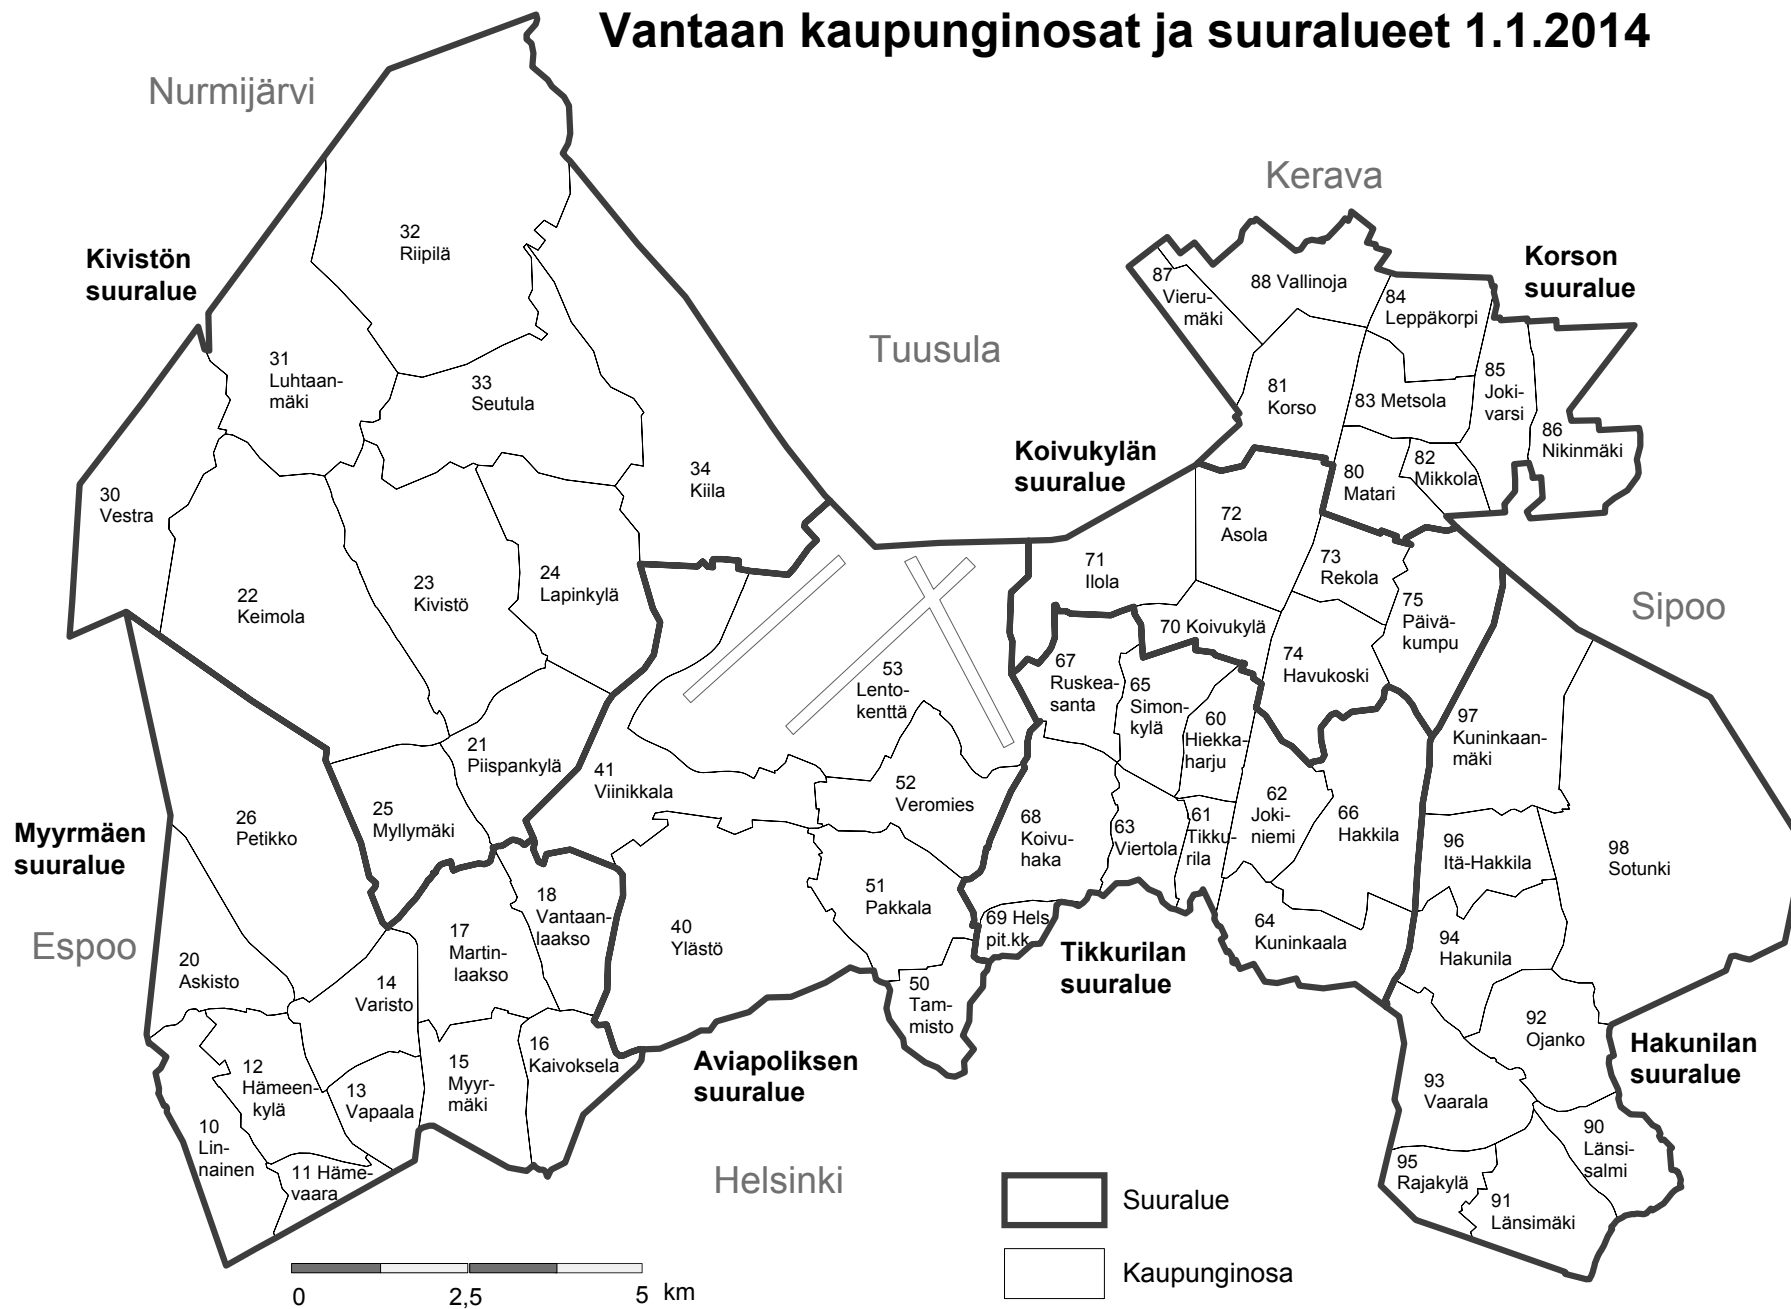 Vantaan kaupunginosat ja suuralueet 1.1.2014
Nurmijärvi
Kerava
Tuusula
Sipoo
Espoo
Helsinki
Kivistön
suuralue
32
Riipilä
31
Luhtaan-
mäki
33
Seutula
34
Kiila
30
Vestra
22
Keimola
23
Kivistö
24
Lapinkylä
21
Piispankylä
25
Myllymäki
Myyrmäen
suuralue
26
Petikko
20
Askisto
10
Lin-
nainen
12
Hämeen-
kylä
11 Häme-
vaara
13
Vapaala
14
Varisto
15
Myyr-
mäki
16
Kaivoksela
17
Martin-
laakso
18
Vantaan-
laakso
Aviapoliksen
suuralue
41
Viinikkala
40
Ylästö
53
Lento-
kenttä
52
Veromies
51
Pakkala
50
Tam-
misto
Koivukylän
suuralue
71
Ilola
72
Asola
73
Rekola
70 Koivukylä
74
Havukoski
75
Päivä-
kumpu
Korson
suuralue
87
Vieru-
mäki
88 Vallinoja
84
Leppäkorpi
81
Korso
83 Metsola
85
Joki-
varsi
86
Nikinmäki
80
Matari
82
Mikkola
Tikkurilan
suuralue
67
Ruskea-
santa
65
Simon-
kylä
60
Hiekka-
harju
68
Koivu-
haka
63
Viertola
61
Tikku-
rila
62
Joki-
niemi
66
Hakkila
69 Hels
pit.kk
64
Kuninkaala
Hakunilan
suuralue
97
Kuninkaan-
mäki
96
Itä-Hakkila
98
Sotunki
94
Hakunila
92
Ojanko
93
Vaarala
90
Länsi-
salmi
95
Rajakylä
91
Länsimäki
Suuralue
Kaupunginosa
0 2,5 5 km